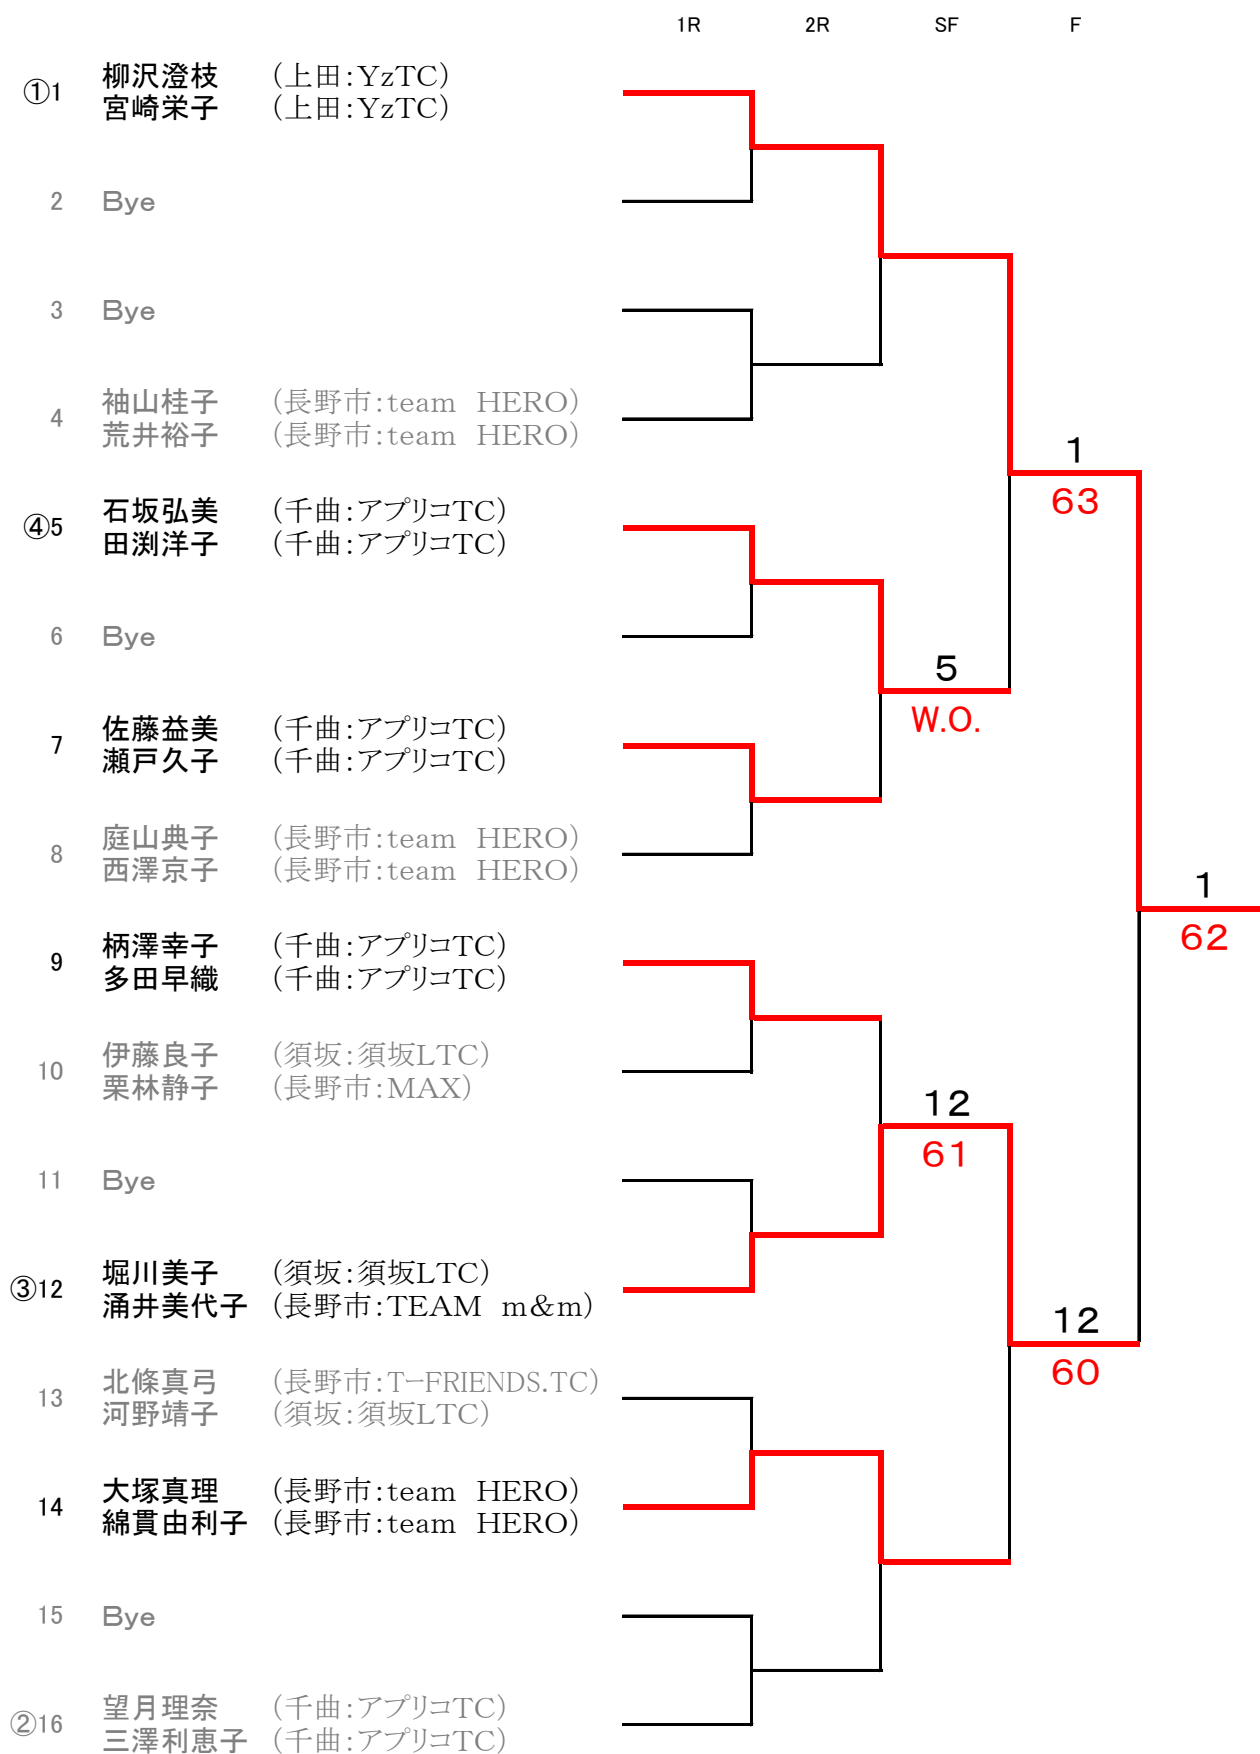 1R 2R SF F
①1 柳沢澄枝 (上田:YzTC)
宮崎栄子 (上田:YzTC)
2 Bye
3 Bye
4 袖山桂子 (長野市:team HERO)
荒井裕子 (長野市:team HERO)
1
63
④5 石坂弘美 (千曲:アプリコTC)
田渕洋子 (千曲:アプリコTC)
6 Bye
5
W.O.
7 佐藤益美 (千曲:アプリコTC)
瀬戸久子 (千曲:アプリコTC)
8 庭山典子 (長野市:team HERO)
西澤京子 (長野市:team HERO)
1
62
9 柄澤幸子 (千曲:アプリコTC)
多田早織 (千曲:アプリコTC)
10 伊藤良子 (須坂:須坂LTC)
栗林静子 (長野市:MAX)
12
61
11 Bye
③12 堀川美子 (須坂:須坂LTC)
涌井美代子 (長野市:TEAM m&m)
12
60
13 北條真弓 (長野市:T-FRIENDS.TC)
河野靖子 (須坂:須坂LTC)
14 大塚真理 (長野市:team HERO)
綿貫由利子 (長野市:team HERO)
15 Bye
②16 望月理奈 (千曲:アプリコTC)
三澤利恵子 (千曲:アプリコTC)